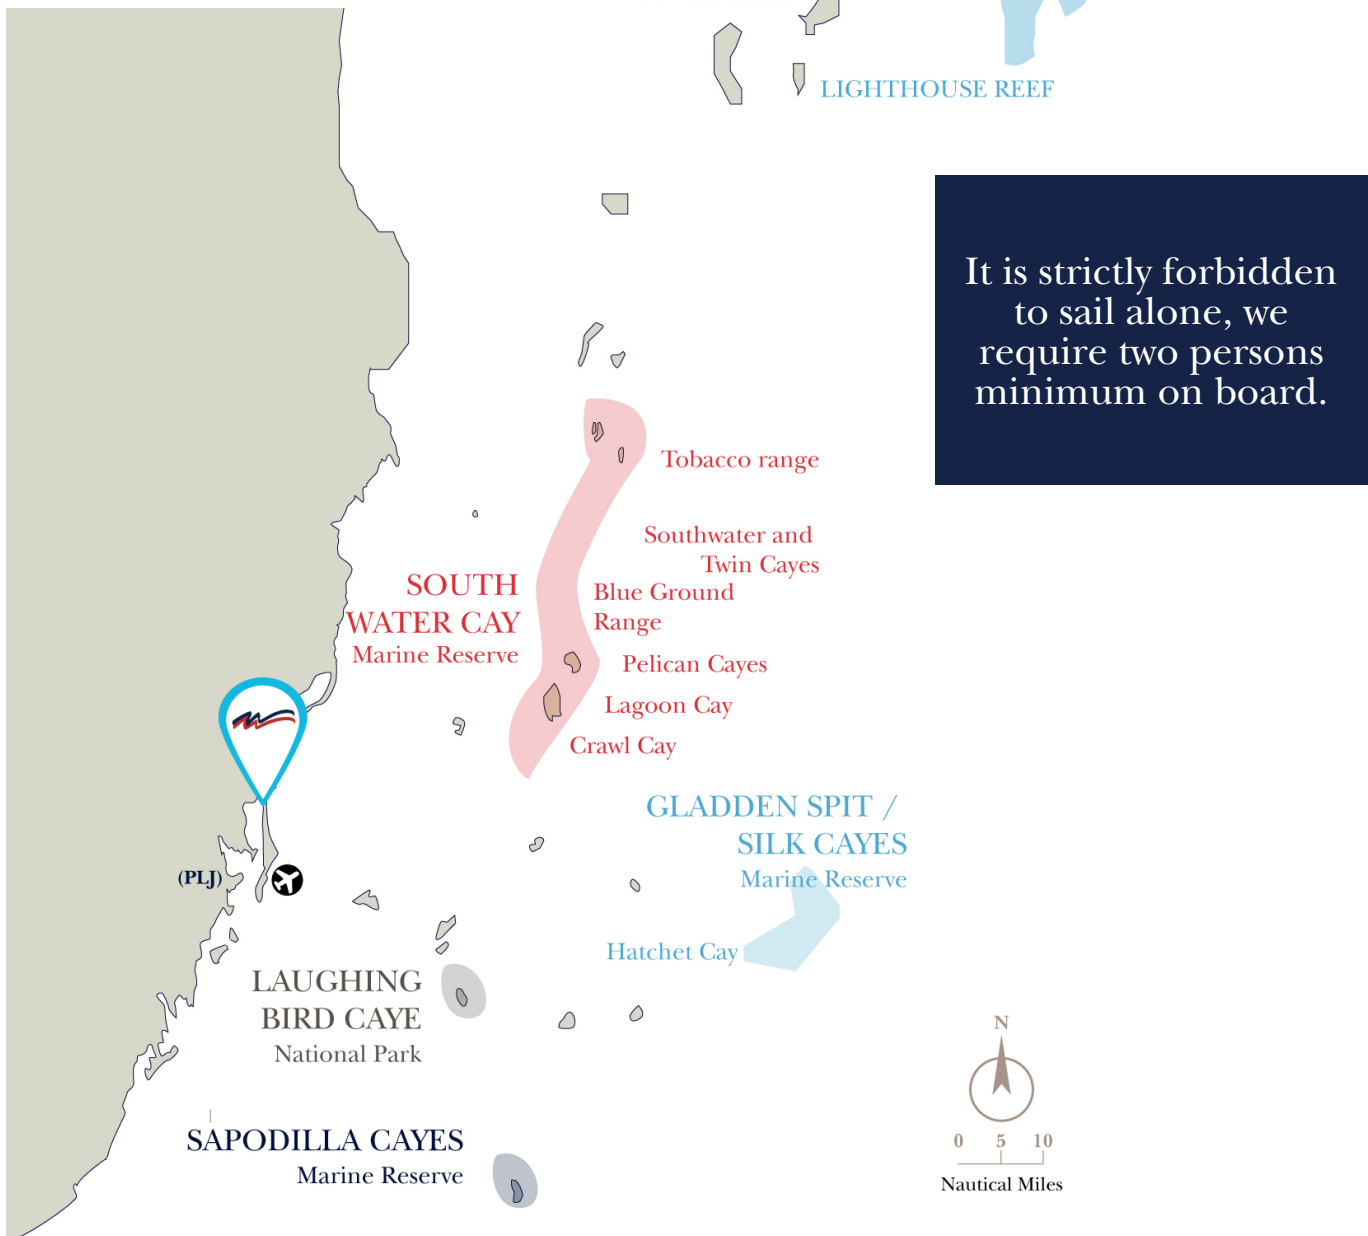 LIGHTHOUSE REEF
It is strictly forbidden
to sail alone, we
require two persons
minimum on board.
Tobacco range
Southwater and
Twin Cayes
SOUTH
WATER CAY
Marine Reserve
Blue Ground
Range
Pelican Cayes
Lagoon Cay
Crawl Cay
GLADDEN SPIT /
SILK CAYES
Marine Reserve
(PLJ)
Hatchet Cay
LAUGHING
BIRD CAYE
National Park
N
0 5 10
Nautical Miles
SAPODILLA CAYES
Marine Reserve